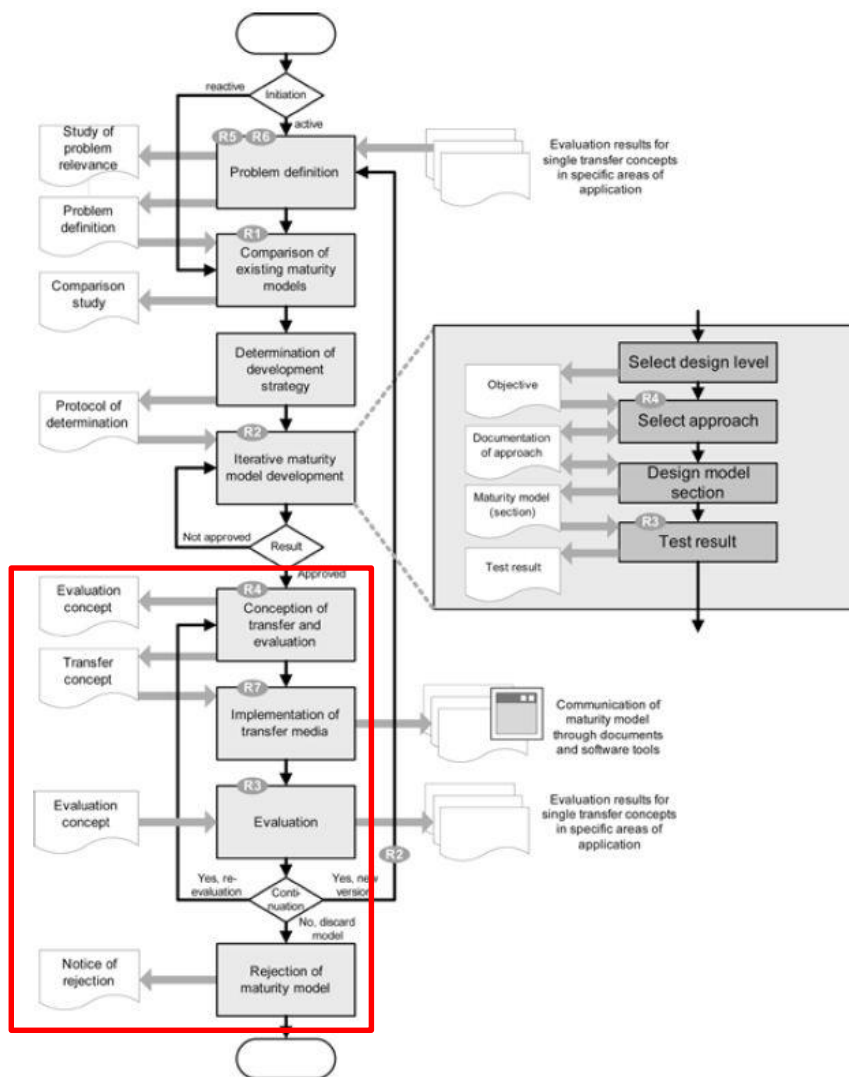 reactive
Initiation
active
R5
R6
Study of
problem
relevance
Problem definition
Evaluation results for
single transfer concepts
in specific areas of
application
Problem
definition
R1
Comparison of
existing maturity
models
Comparison
study
Determination of
development
strategy
Protocol of
determination
R2
Iterative maturity
model development
Not approved
Result
Approved
Select design level
Objective
R4
Select approach
Documentation
of approach
Design model
section
Maturity model
(section)
R3
Test result
Test result
Evaluation
concept
R4
Conception of
transfer and
evaluation
Transfer
concept
R7
Implementation of
transfer media
Communication of
maturity model
through documents
and software tools
R3
Evaluation
concept
Evaluation
Evaluation results for
single transfer concepts
in specific areas of
application
R2
Yes, re-
evaluation
Conti-
nuation
Yes, new
version
No, discard
model
Notice of
rejection
Rejection of
maturity model